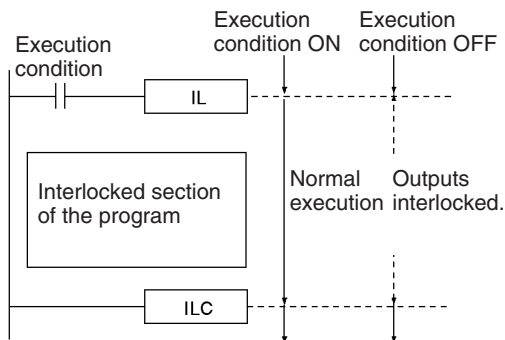 Execution
condition
Execution
condition ON
Execution
condition OFF
IL
Interlocked section
of the program
Normal
execution
Outputs
interlocked.
ILC